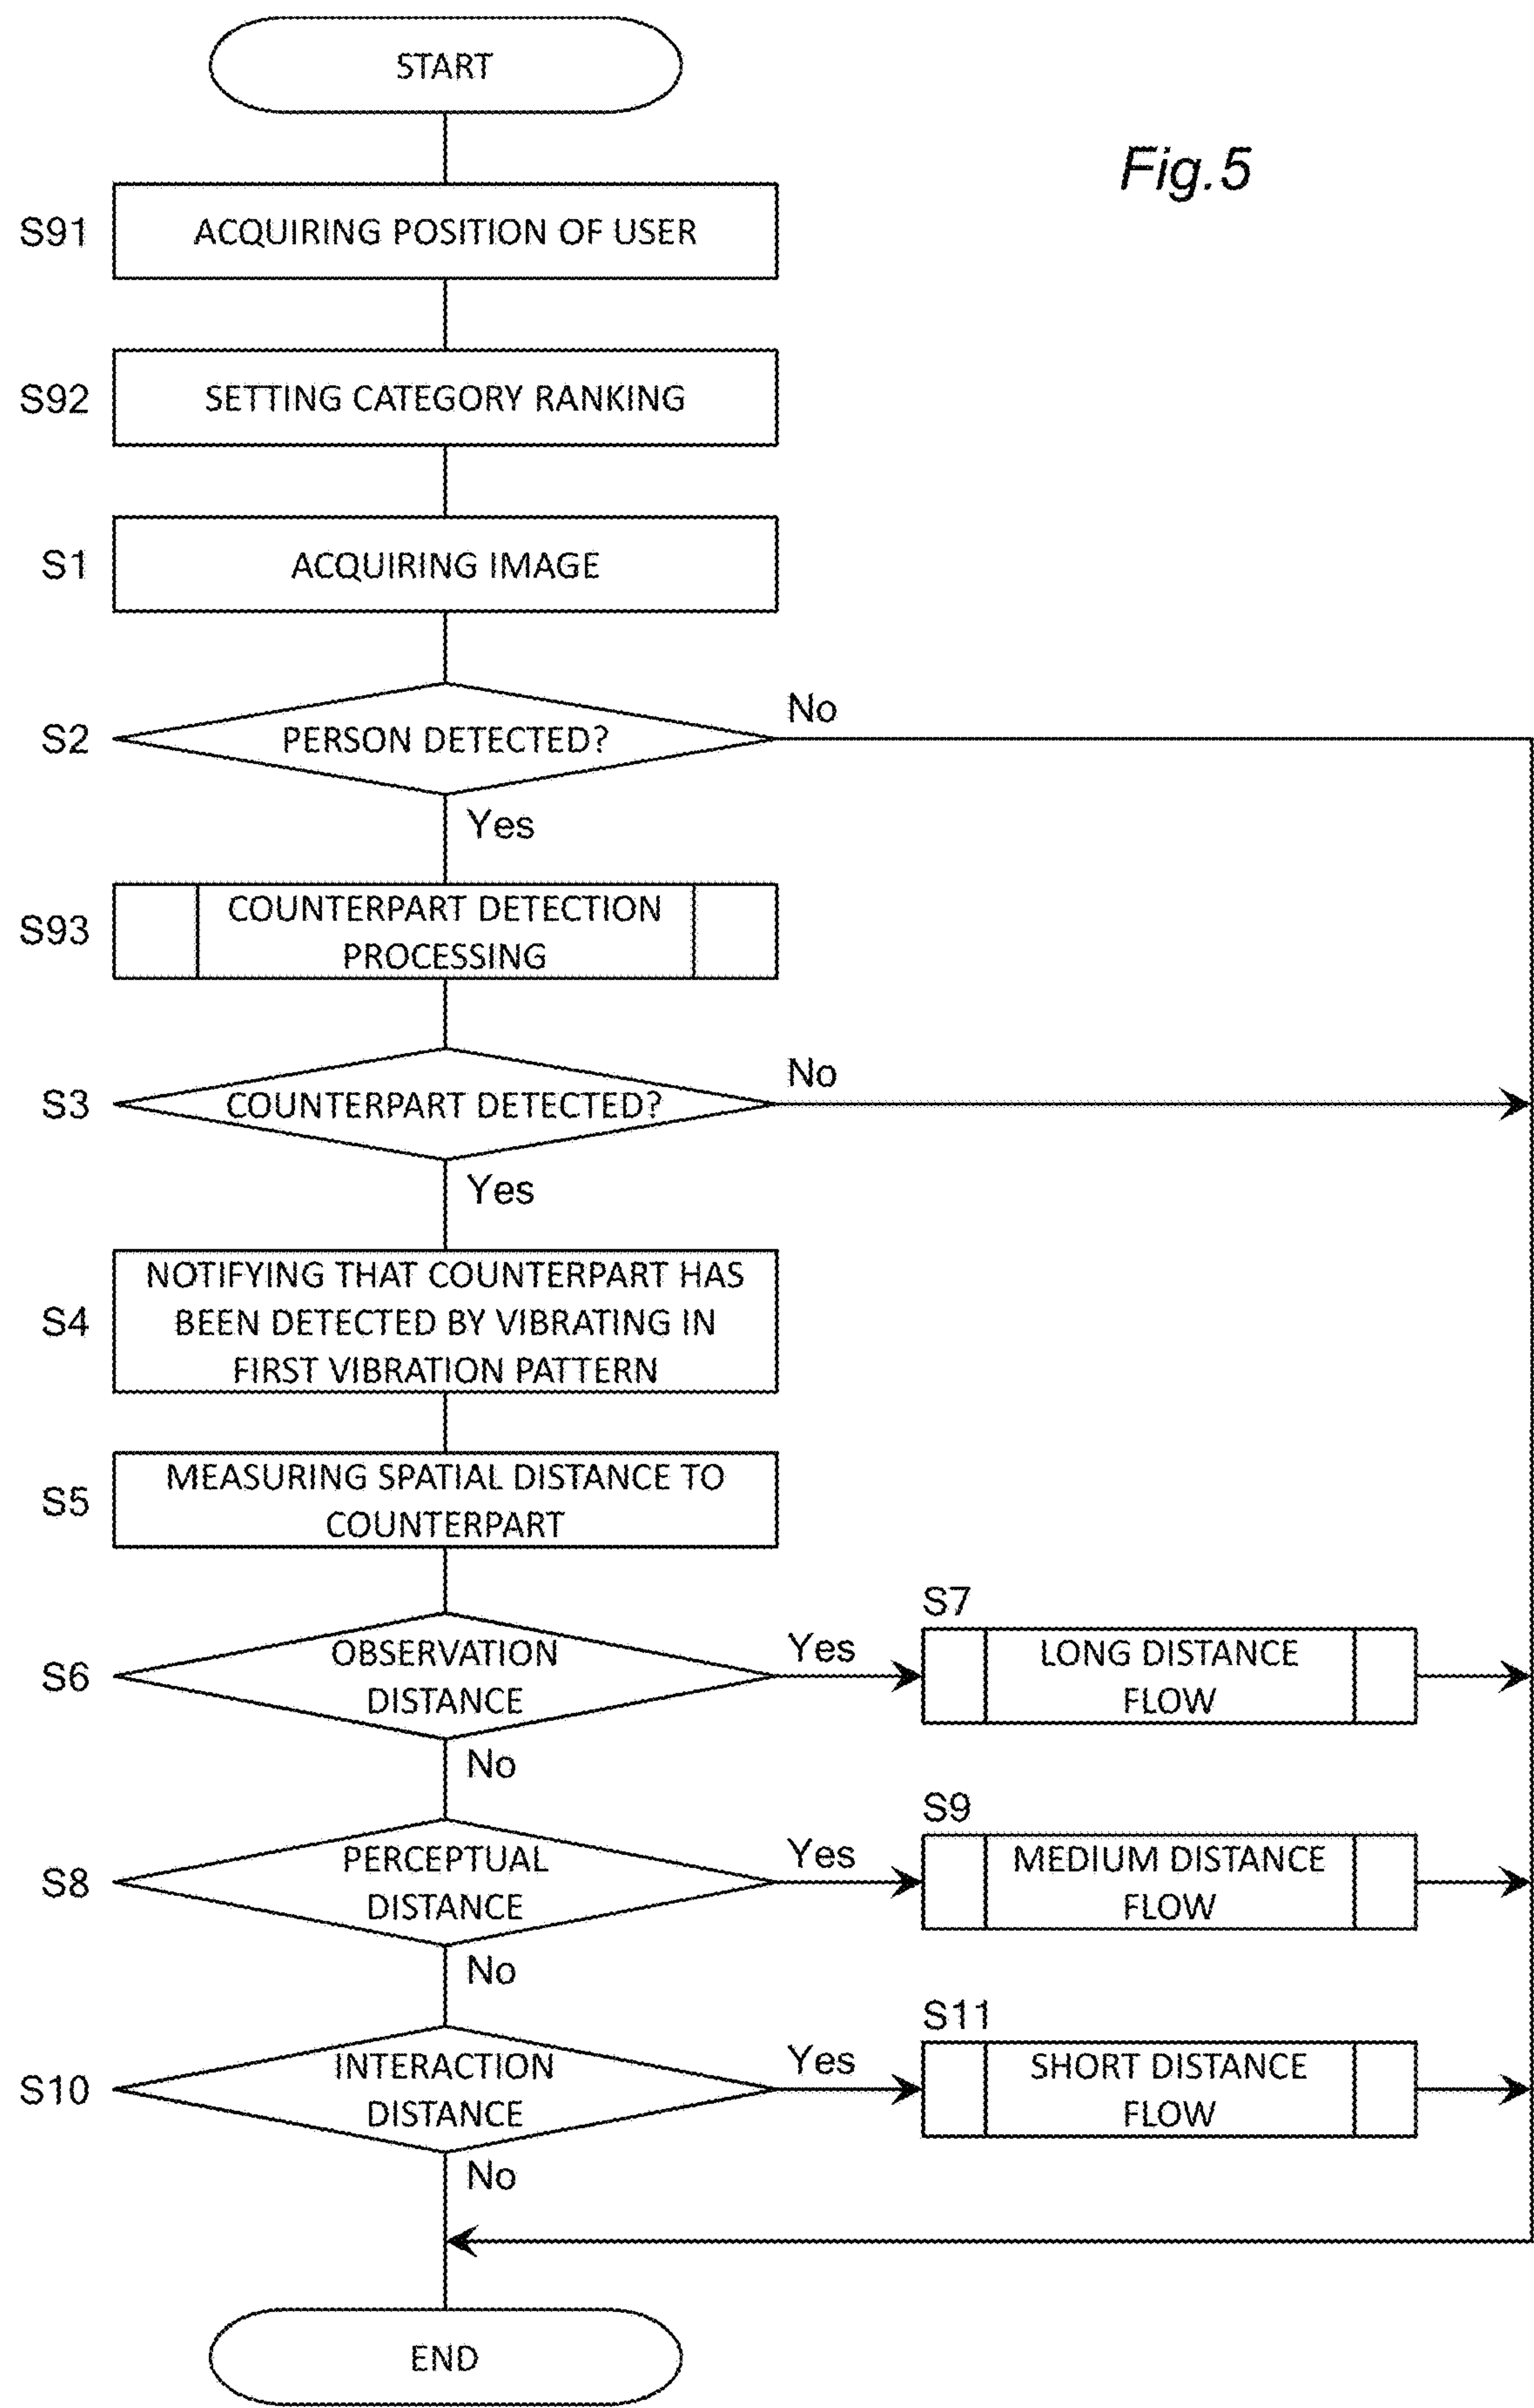 START
Fig.5
S91
ACQUIRING POSITION OF USER
S92
SETTING CATEGORY RANKING
S1
ACQUIRING IMAGE
S2
PERSON DETECTED?
No
Yes
S93
COUNTERPART DETECTION
PROCESSING
S3
COUNTERPART DETECTED?
No
Yes
S4
NOTIFYING THAT COUNTERPART HAS
BEEN DETECTED BY VIBRATING IN
FIRST VIBRATION PATTERN
S5
MEASURING SPATIAL DISTANCE TO
COUNTERPART
S6
OBSERVATION
DISTANCE
Yes
No
S7
LONG DISTANCE
FLOW
S8
PERCEPTUAL
DISTANCE
Yes
No
S9
MEDIUM DISTANCE
FLOW
S10
INTERACTION
DISTANCE
Yes
No
S11
SHORT DISTANCE
FLOW
END